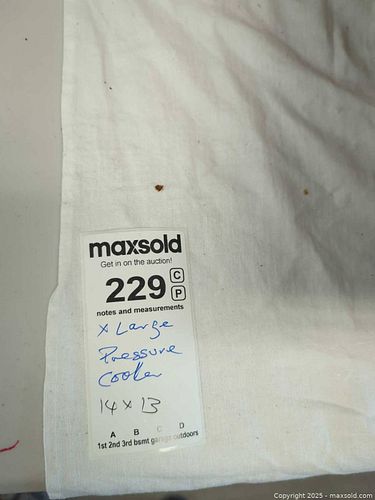 maxsold
Get in on the auction!
229 C P
notes and measurements
X Large
Pressure
Cooker
14 x 13
A B C D
1st 2nd 3rd bsmt garage outdoors
Copyright 2025 - maxsold.com